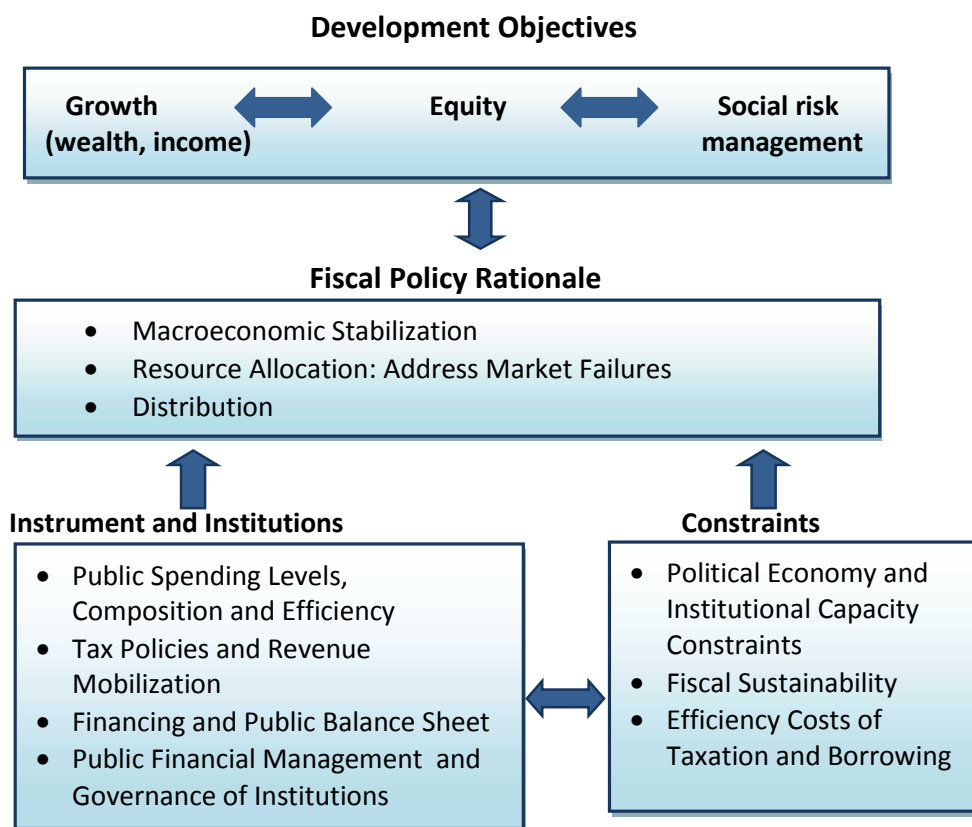 Development Objectives
Growth
(wealth, income)
Equity
Social risk
management
Fiscal Policy Rationale
• Macroeconomic Stabilization
• Resource Allocation: Address Market Failures
• Distribution
Instrument and Institutions
• Public Spending Levels,
Composition and Efficiency
• Tax Policies and Revenue
Mobilization
• Financing and Public Balance Sheet
• Public Financial Management and
Governance of Institutions
Constraints
• Political Economy and
Institutional Capacity
Constraints
• Fiscal Sustainability
• Efficiency Costs of
Taxation and Borrowing